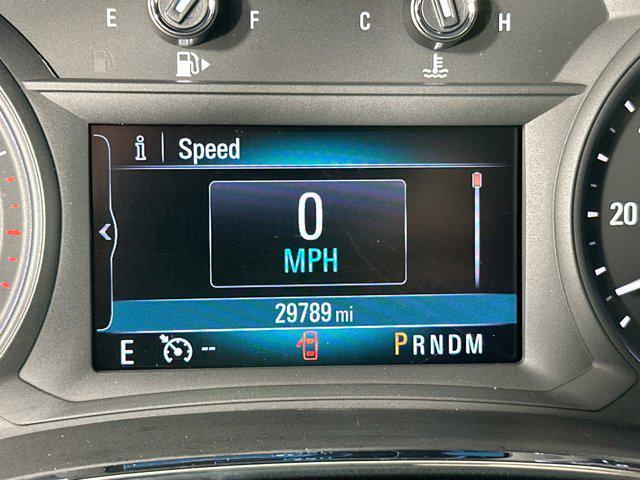 E F C H
i Speed
0
MPH
20
29789 mi
E -- PRNDM